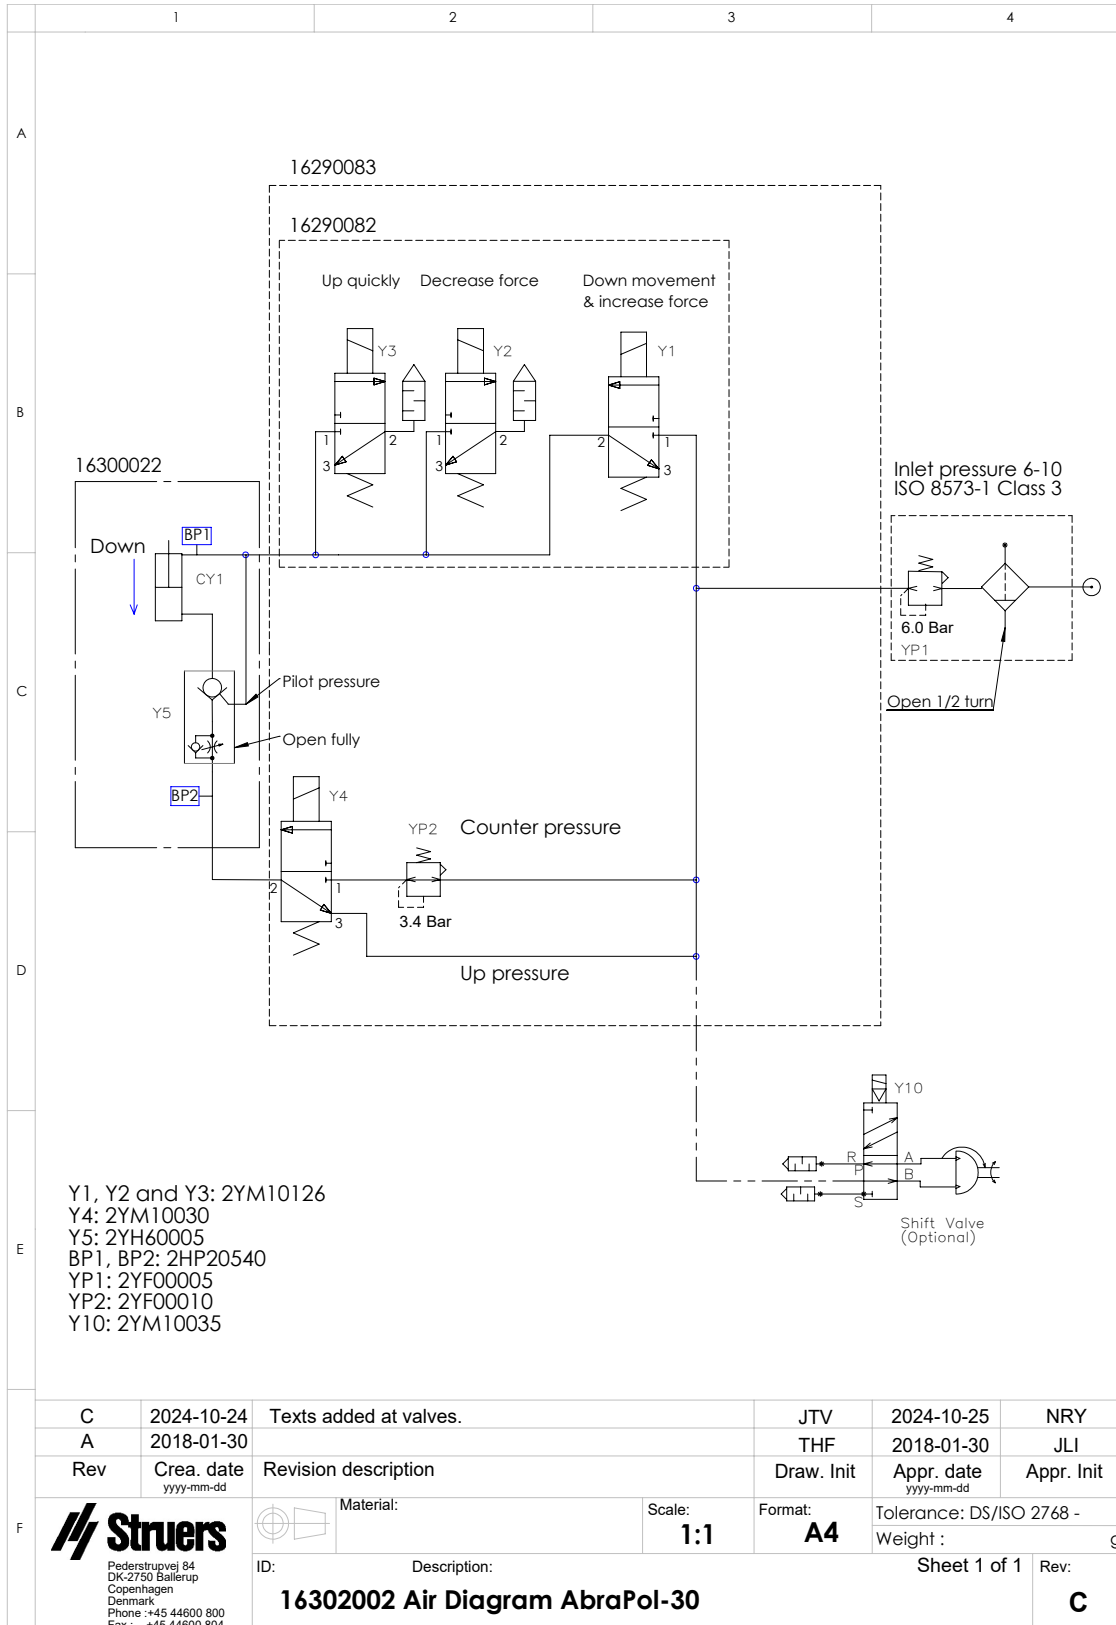 1 2 3 4
A
16290083
16290082
Up quickly Decrease force Down movement
& increase force
Y3 Y2 Y1
B
1 2 1 2 2 1
3 3 3
16300022
Inlet pressure 6-10
ISO 8573-1 Class 3
BP1
Down
CY1
6.0 Bar
YP1
C
Pilot pressure
Open 1/2 turn
Y5
Open fully
BP2
Y4
YP2 Counter pressure
2 1
3
3.4 Bar
D
Up pressure
Y10
R A
P B
S
Shift Valve
(Optional)
E
Y1, Y2 and Y3: 2YM10126
Y4: 2YM10030
Y5: 2YH60005
BP1, BP2: 2HP20540
YP1: 2YF00005
YP2: 2YF00010
Y10: 2YM10035
C 2024-10-24 Texts added at valves. JTV 2024-10-25 NRY
A 2018-01-30 THF 2018-01-30 JLI
Rev Crea. date Revision description Draw. Init Appr. date Appr. Init
yyyy-mm-dd yyyy-mm-dd
F
Struers
Pederstrupvej 84
DK-2750 Ballerup
Copenhagen
Denmark
Phone :+45 44600 800
Fax : +45 44600 804
Material:
Scale:
1:1
Format:
A4
Tolerance: DS/ISO 2768 -
Weight : g
ID: Description: Sheet 1 of 1 Rev:
16302002 Air Diagram AbraPol-30 C